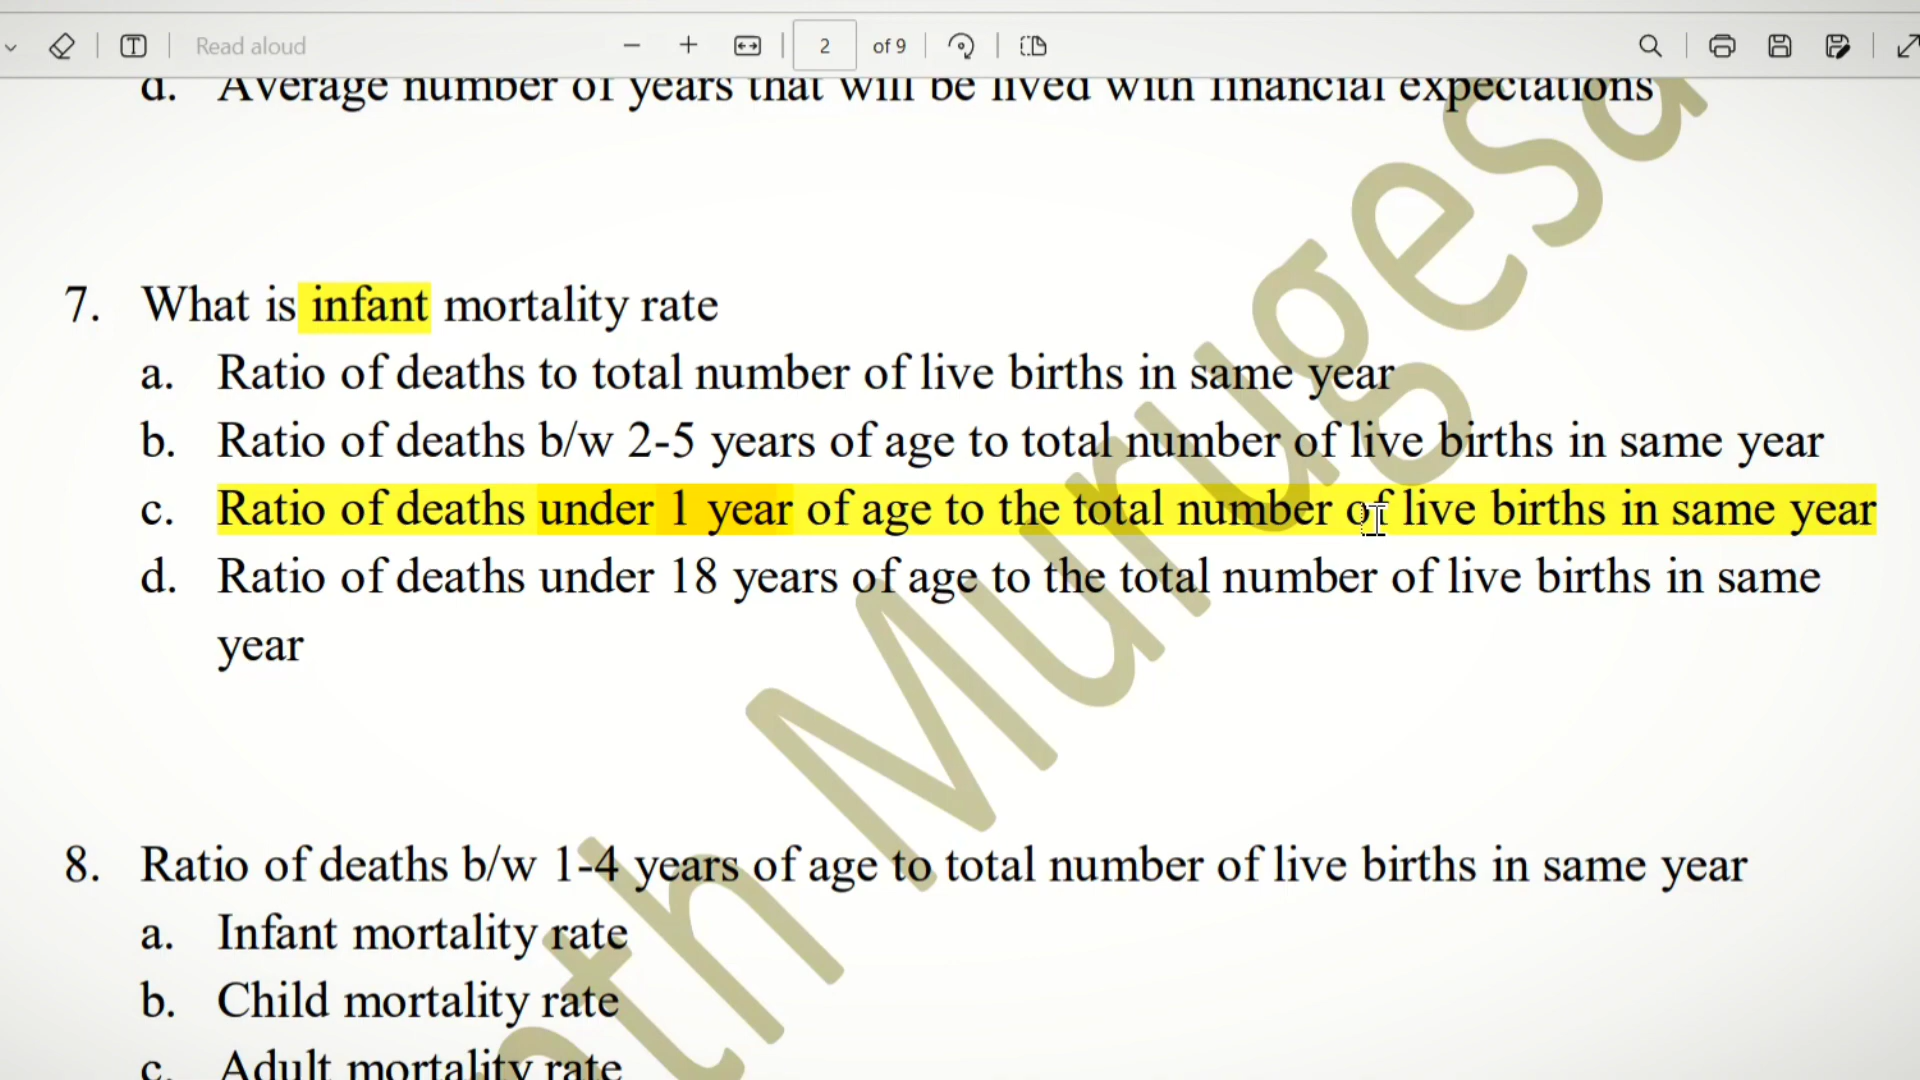 Read aloud
2 of 9
d. Average number of years that will be lived with financial expectations
7. What is infant mortality rate
a. Ratio of deaths to total number of live births in same year
b. Ratio of deaths b/w 2-5 years of age to total number of live births in same year
c. Ratio of deaths under 1 year of age to the total number of live births in same year
d. Ratio of deaths under 18 years of age to the total number of live births in same
year
8. Ratio of deaths b/w 1-4 years of age to total number of live births in same year
a. Infant mortality rate
b. Child mortality rate
c. Adult mortality rate